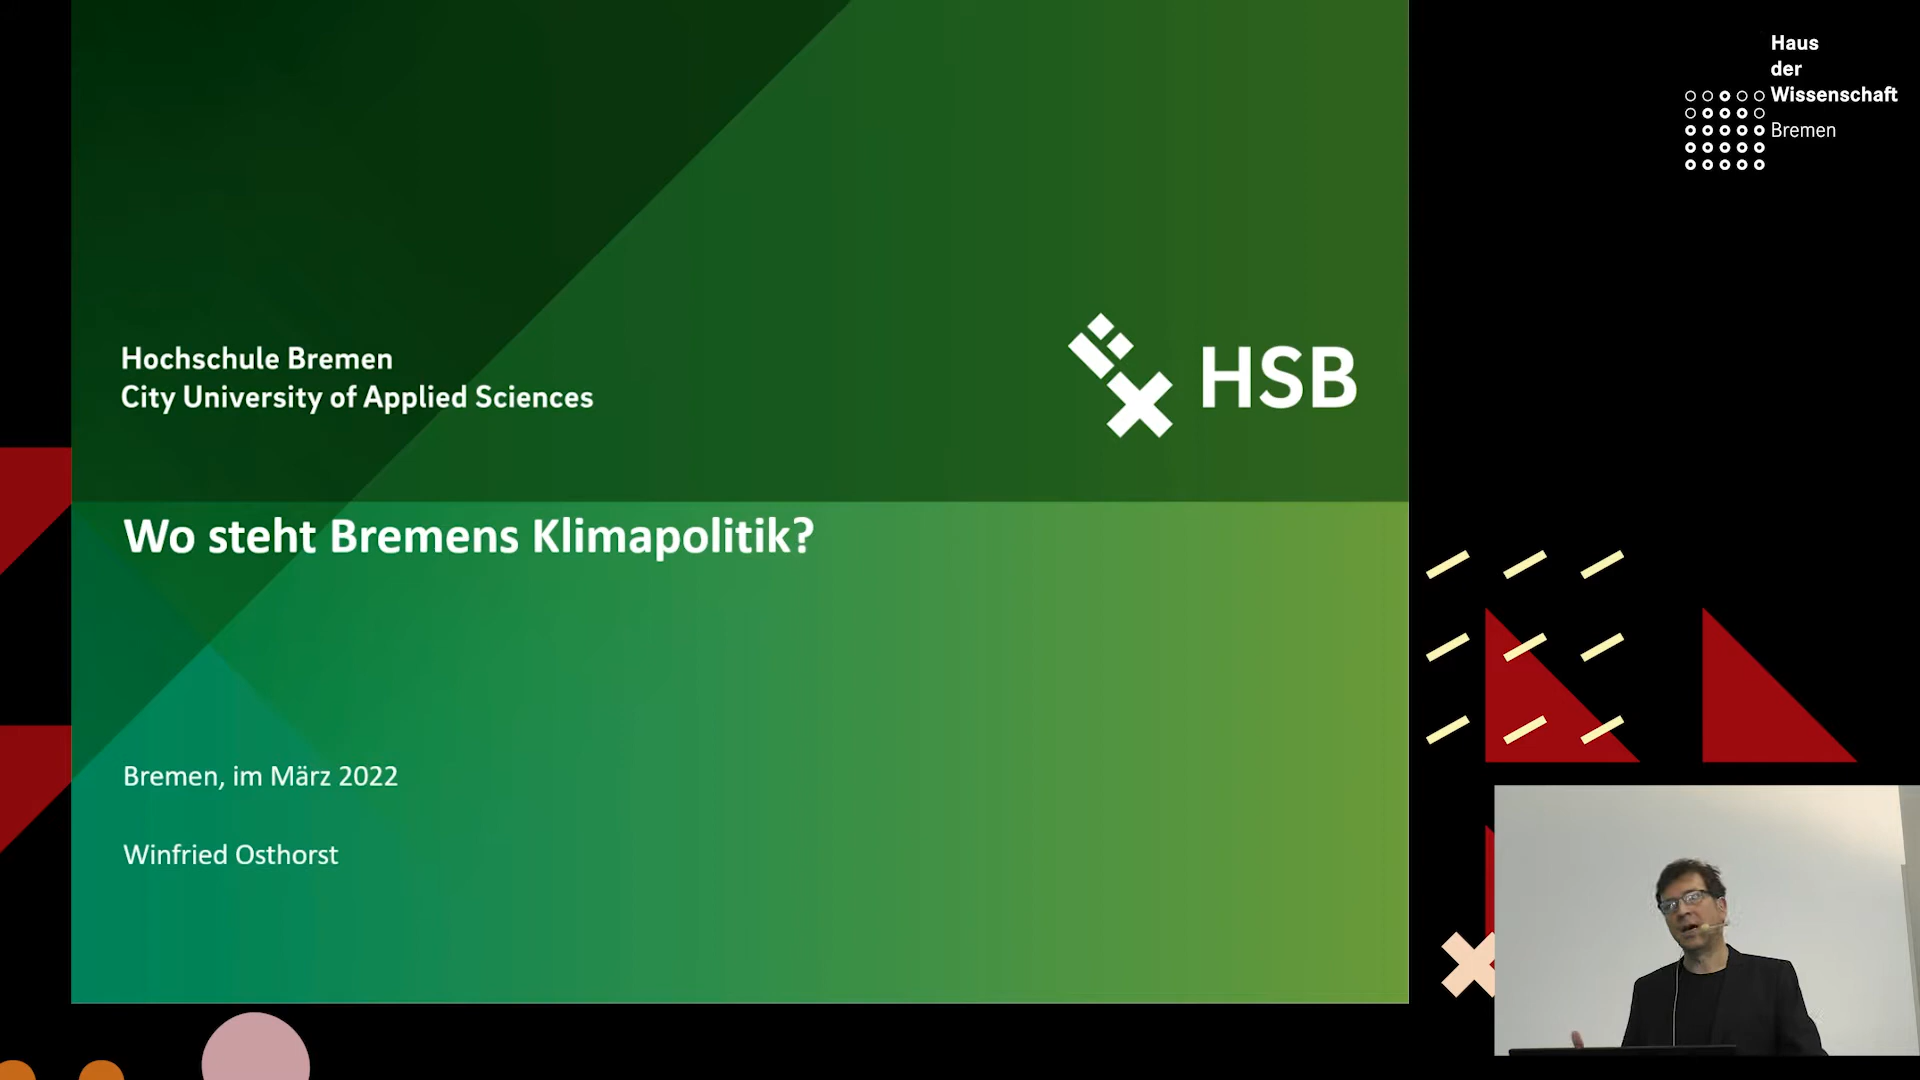 Haus
der
Wissenschaft
Bremen
Hochschule Bremen
City University of Applied Sciences
HSB
Wo steht Bremens Klimapolitik?
Bremen, im März 2022
Winfried Osthorst